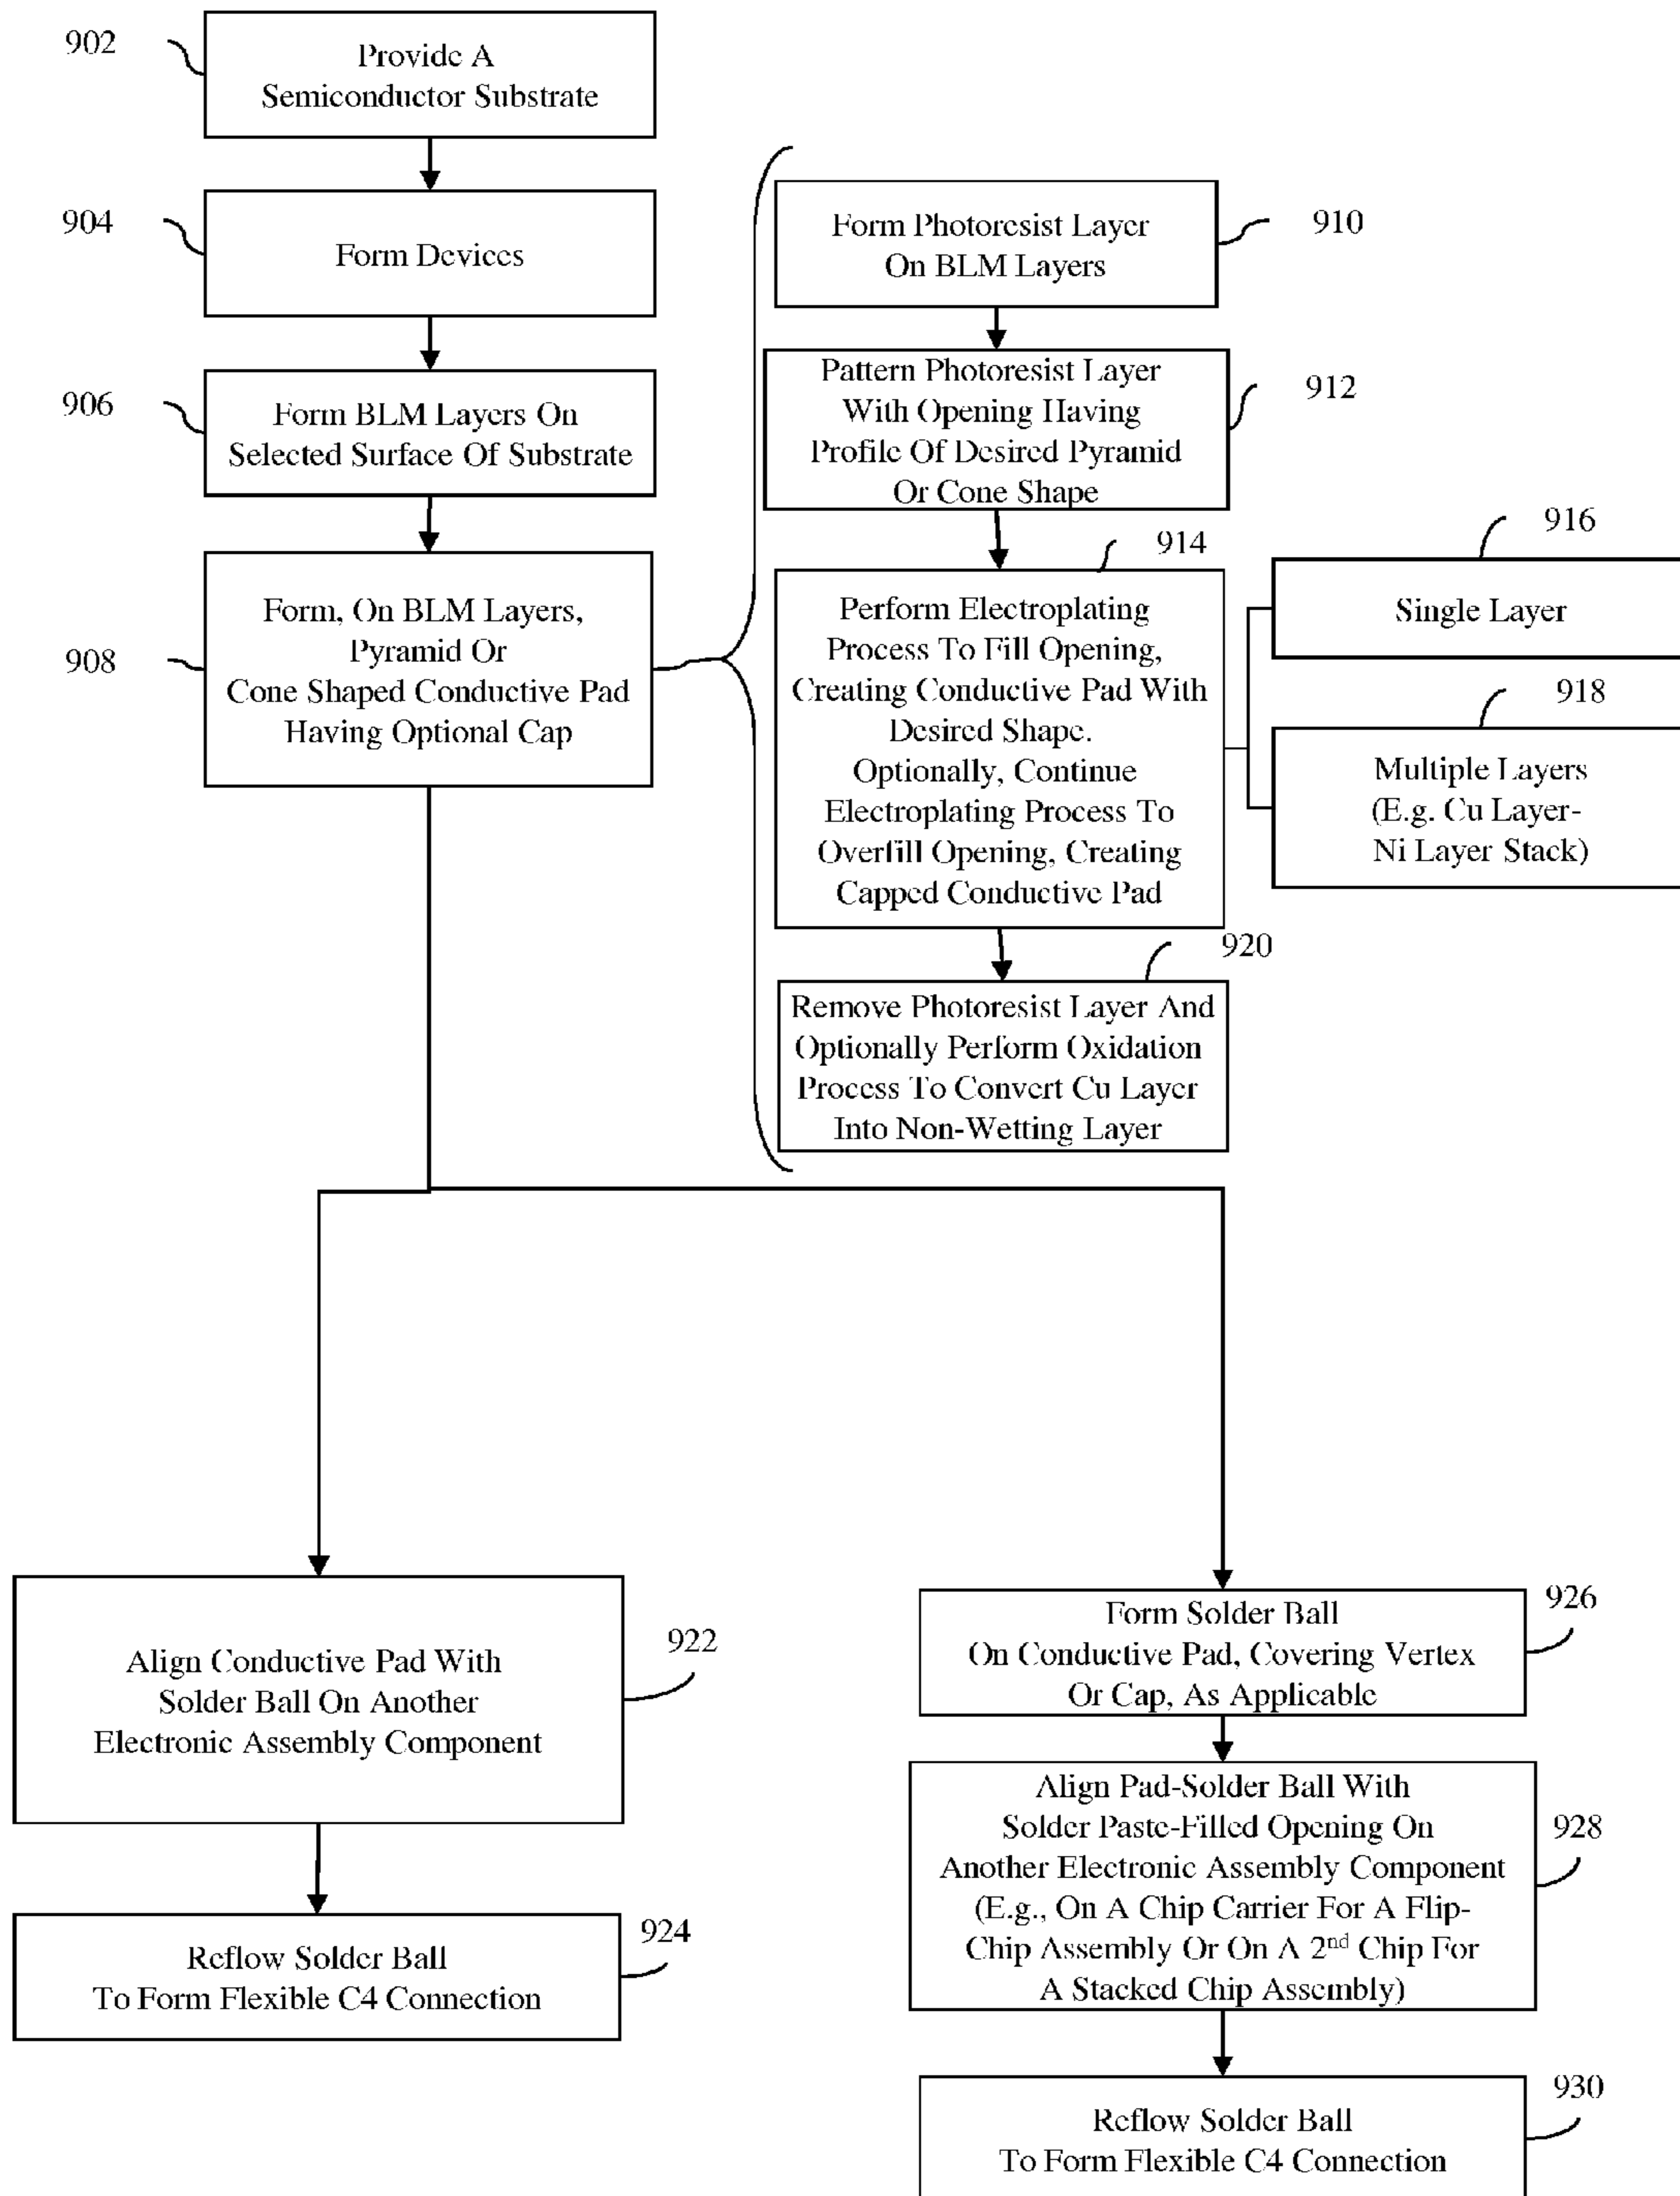 902
Provide A
Semiconductor Substrate
904
Form Devices
906
Form BLM Layers On
Selected Surface Of Substrate
908
Form, On BLM Layers,
Pyramid Or
Cone Shaped Conductive Pad
Having Optional Cap
Form Photoresist Layer
On BLM Layers
910
Pattern Photoresist Layer
With Opening Having
Profile Of Desired Pyramid
Or Cone Shape
912
914
Perform Electroplating
Process To Fill Opening,
Creating Conductive Pad With
Desired Shape.
Optionally, Continue
Electroplating Process To
Overfill Opening, Creating
Capped Conductive Pad
916
Single Layer
918
Multiple Layers
(E.g. Cu Layer-
Ni Layer Stack)
920
Remove Photoresist Layer And
Optionally Perform Oxidation
Process To Convert Cu Layer
Into Non-Wetting Layer
Align Conductive Pad With
Solder Ball On Another
Electronic Assembly Component
922
Reflow Solder Ball
To Form Flexible C4 Connection
924
Form Solder Ball
On Conductive Pad, Covering Vertex
Or Cap, As Applicable
926
Align Pad-Solder Ball With
Solder Paste-Filled Opening On
Another Electronic Assembly Component
(E.g., On A Chip Carrier For A Flip-
Chip Assembly Or On A 2nd Chip For
A Stacked Chip Assembly)
928
Reflow Solder Ball
To Form Flexible C4 Connection
930